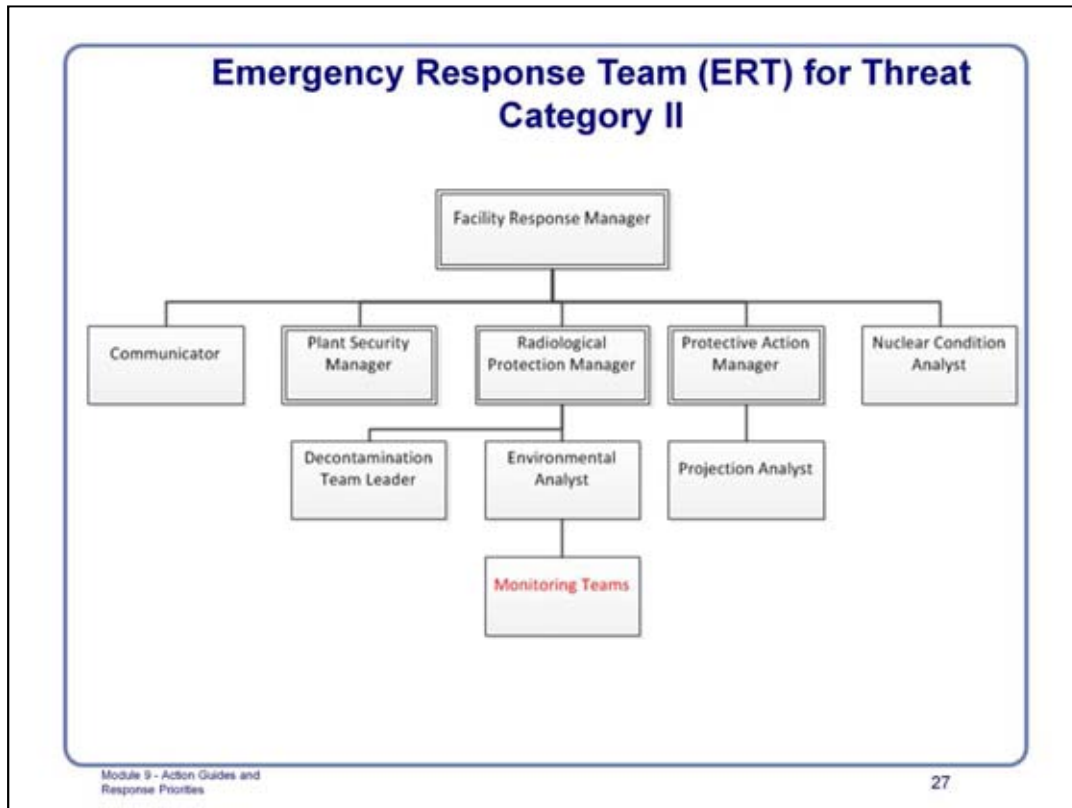 Emergency Response Team (ERT) for Threat
Category II
Facility Response Manager
Communicator
Plant Security
Manager
Radiological
Protection Manager
Protective Action
Manager
Nuclear Condition
Analyst
Decontamination
Team Leader
Environmental
Analyst
Projection Analyst
Monitoring Teams
Module 9 - Action Guides and
Response Priorities
27